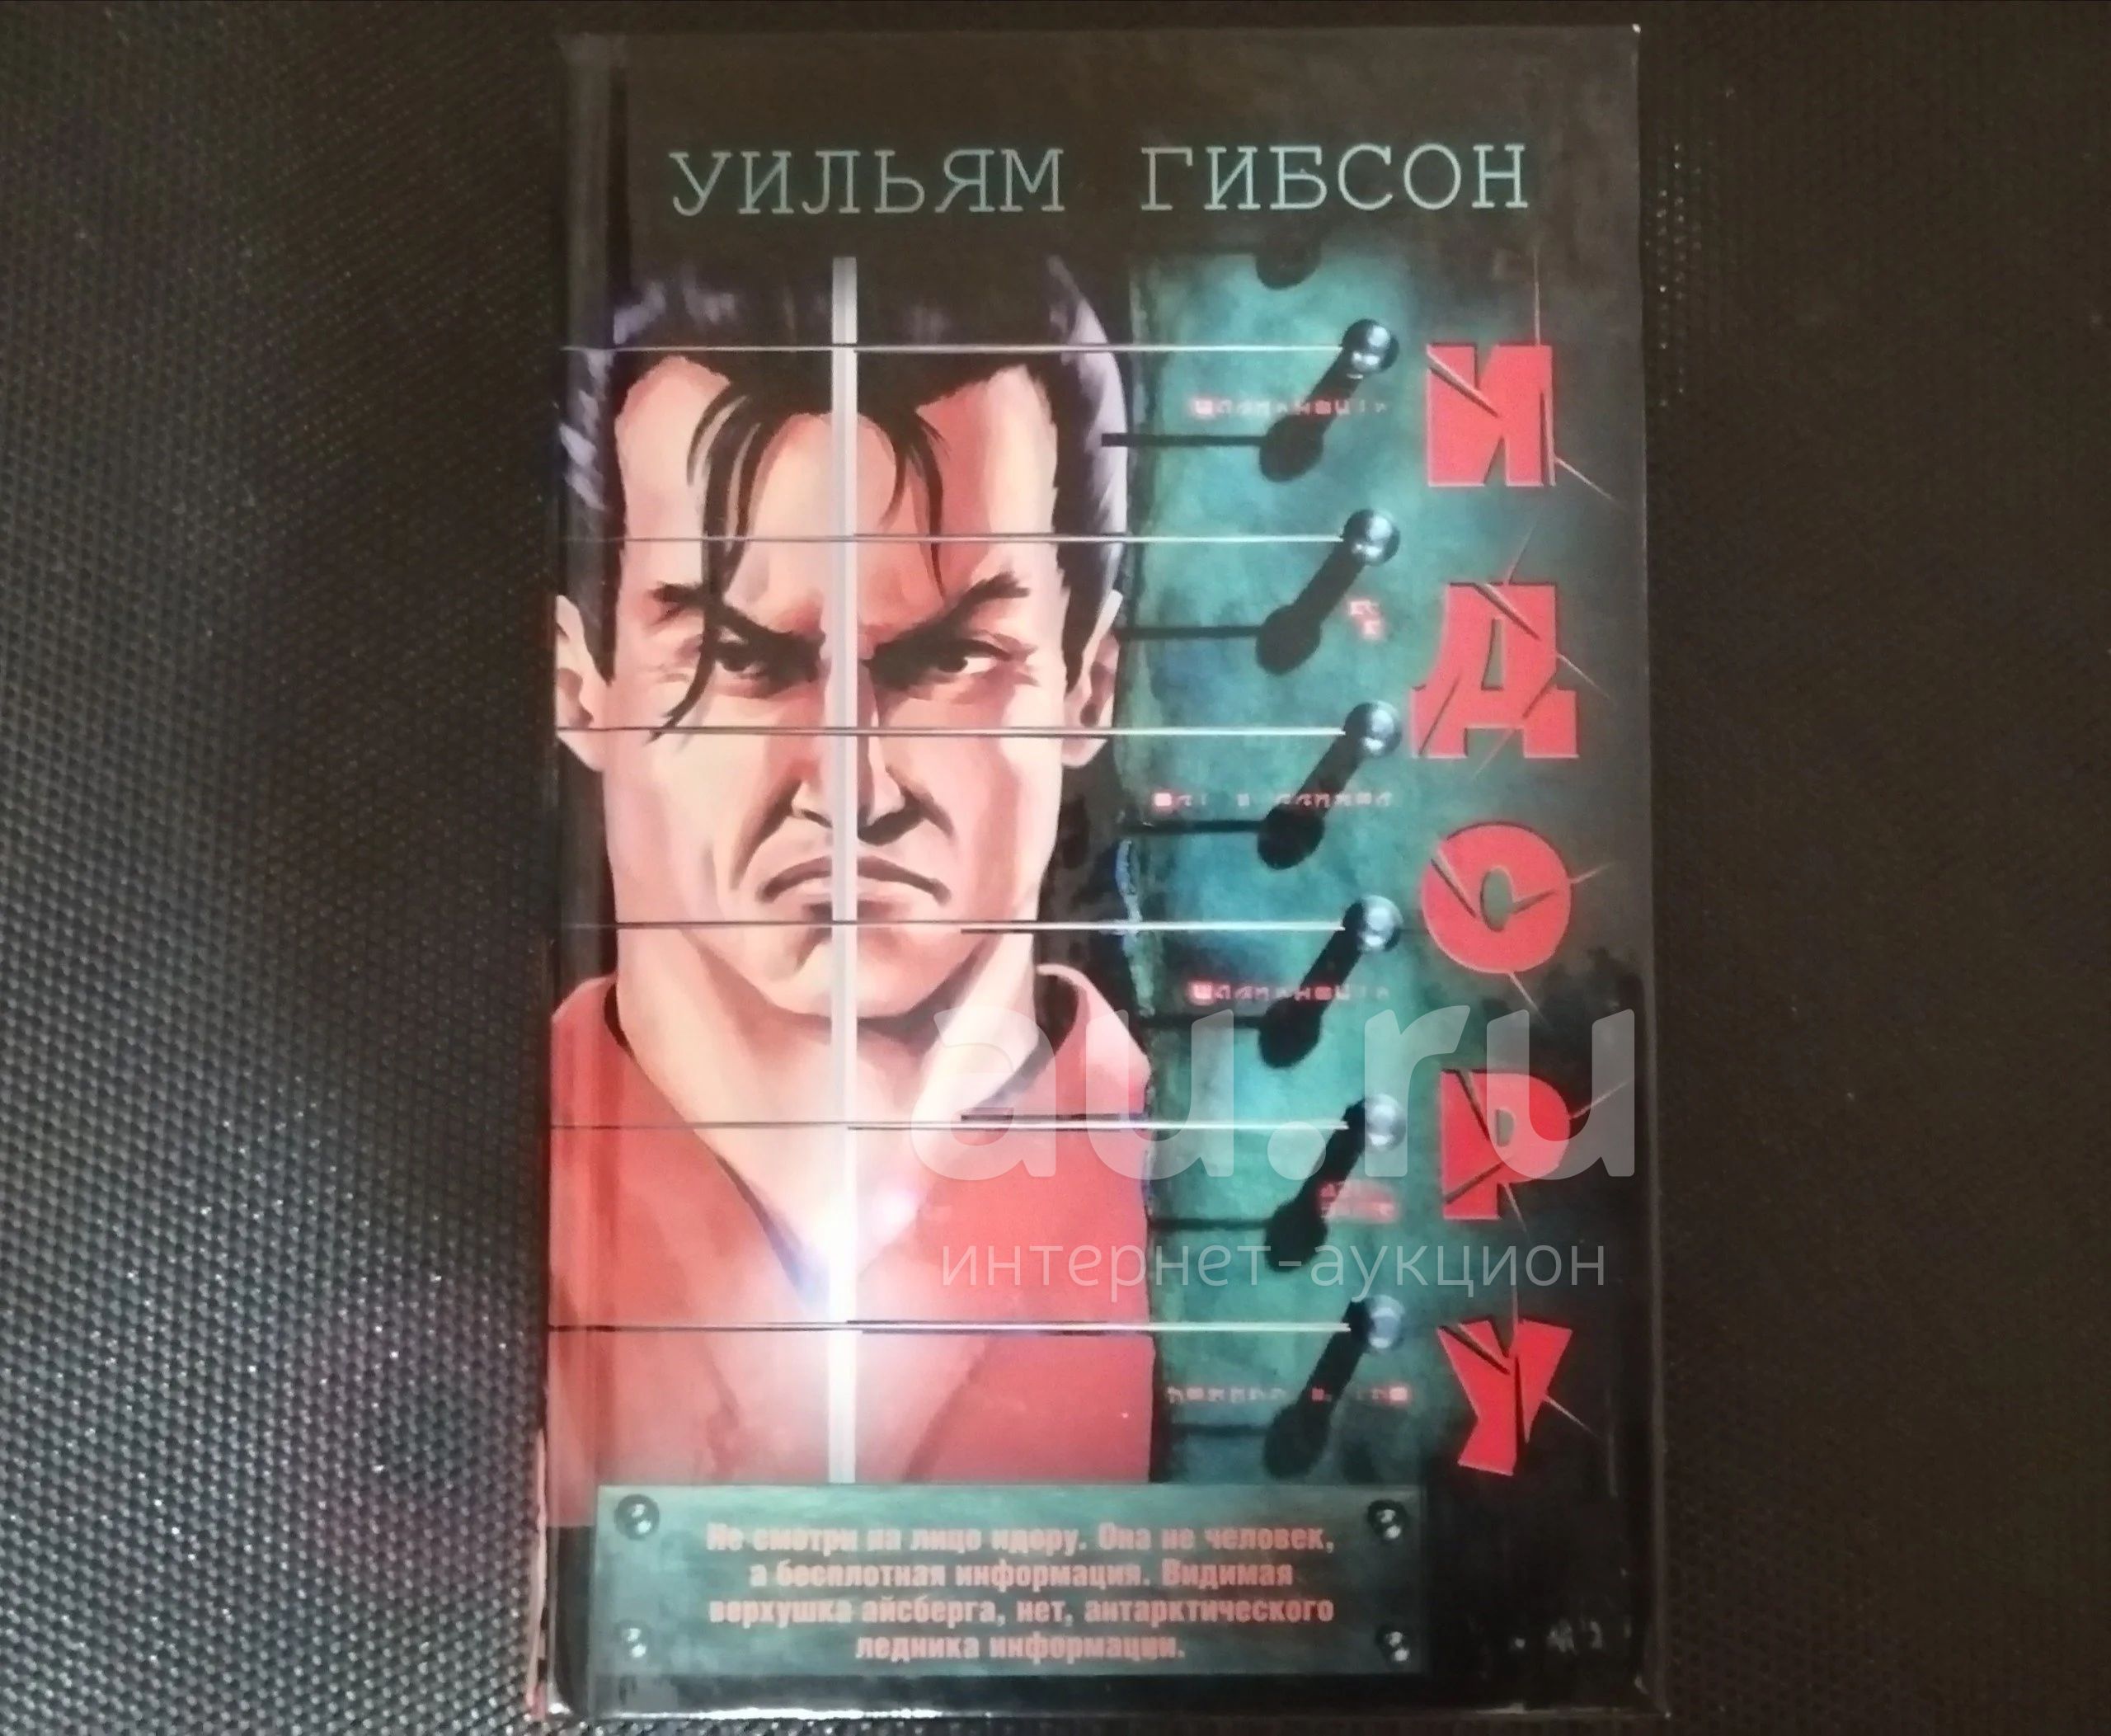 УИЛЬЯМ ГИБСОН
ИДОРУ
Не смотри на лицо идору. Она не человек,
а бесплотная информация. Видимая
верхушка айсберга, нет, антарктического
ледника информации.
au.ru
интернет-аукцион